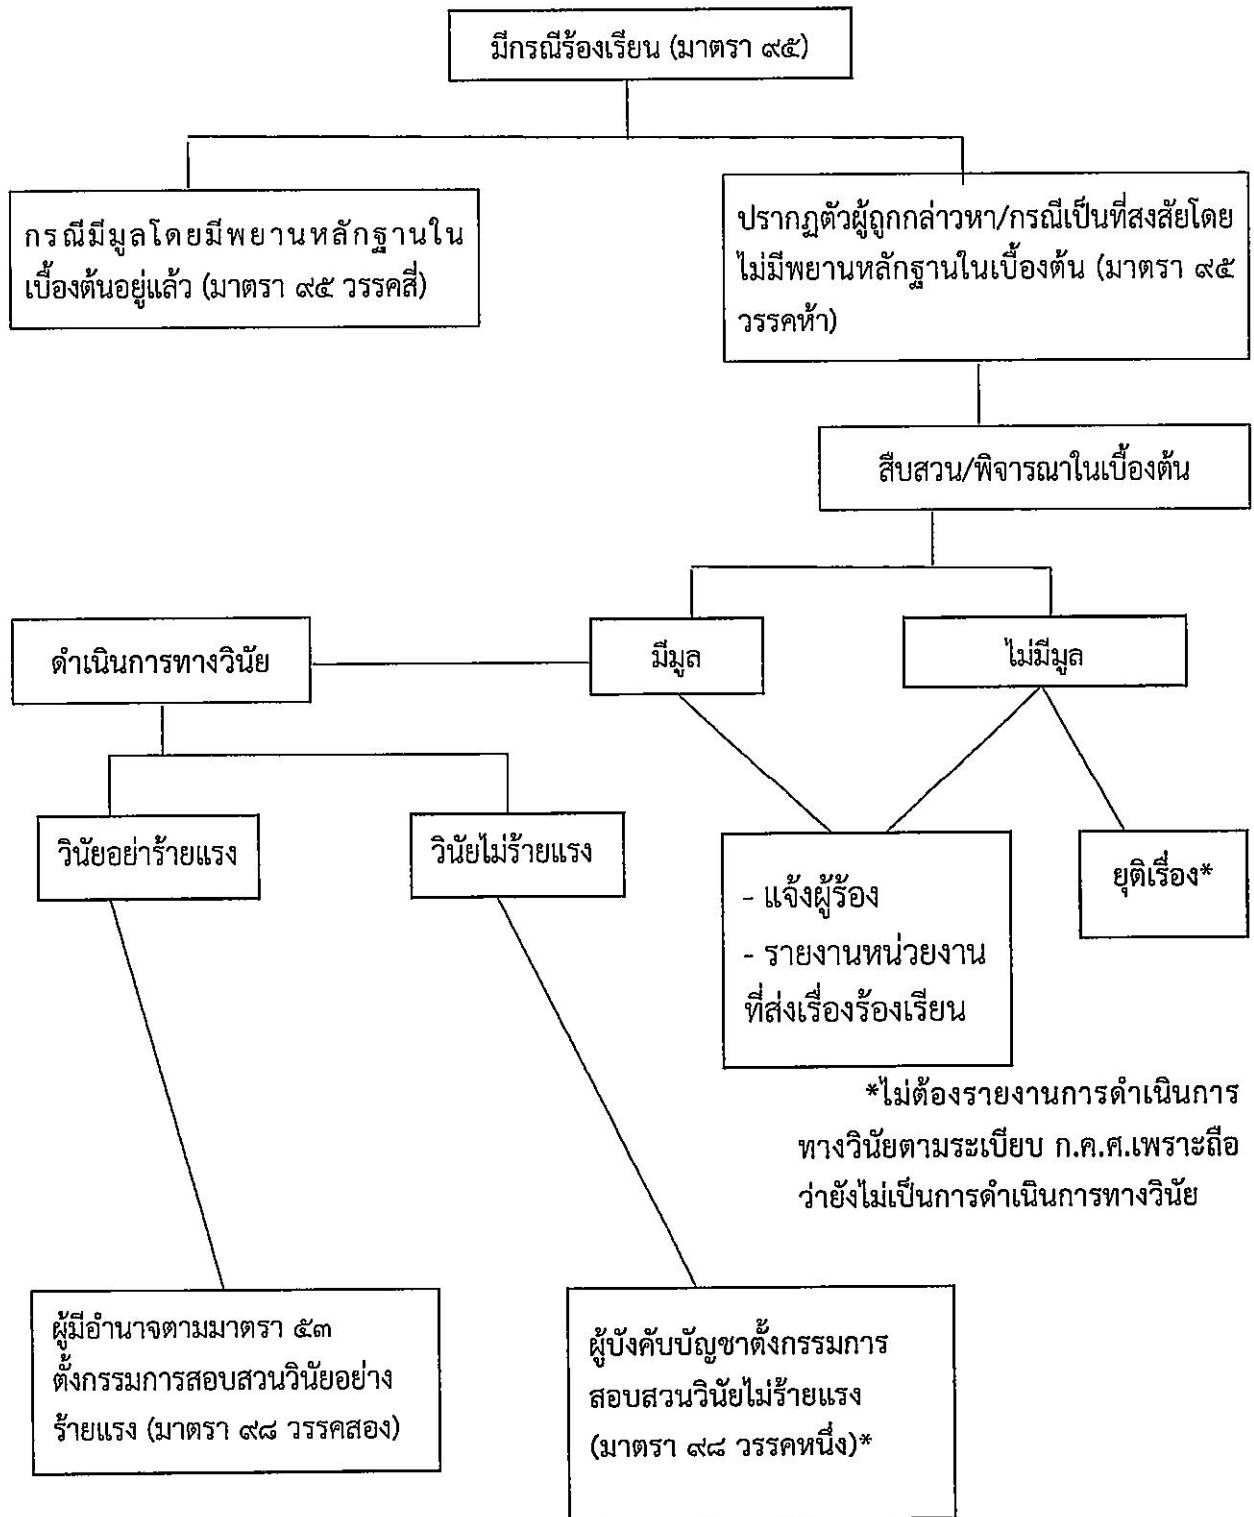 มีกรณีร้องเรียน (มาตรา ๙๕)
กรณีมีมูลโดยมีพยานหลักฐานใน
เบื้องต้นอยู่แล้ว (มาตรา ๙๕ วรรคสี่)
ปรากฏตัวผู้ถูกกล่าวหา/กรณีเป็นที่สงสัยโดย
ไม่มีพยานหลักฐานในเบื้องต้น (มาตรา ๙๕
วรรคห้า)
สืบสวน/พิจารณาในเบื้องต้น
ดำเนินการทางวินัย
มีมูล
ไม่มีมูล
วินัยอย่าร้ายแรง
วินัยไม่ร้ายแรง
- แจ้งผู้ร้อง
- รายงานหน่วยงาน
ที่ส่งเรื่องร้องเรียน
ยุติเรื่อง*
*ไม่ต้องรายงานการดำเนินการ
ทางวินัยตามระเบียบ ก.ค.ศ.เพราะถือ
ว่ายังไม่เป็นการดำเนินการทางวินัย
ผู้มีอำนาจตามมาตรา ๕๓
ตั้งกรรมการสอบสวนวินัยอย่าง
ร้ายแรง (มาตรา ๙๘ วรรคสอง)
ผู้บังคับบัญชาตั้งกรรมการ
สอบสวนวินัยไม่ร้ายแรง
(มาตรา ๙๘ วรรคหนึ่ง)*